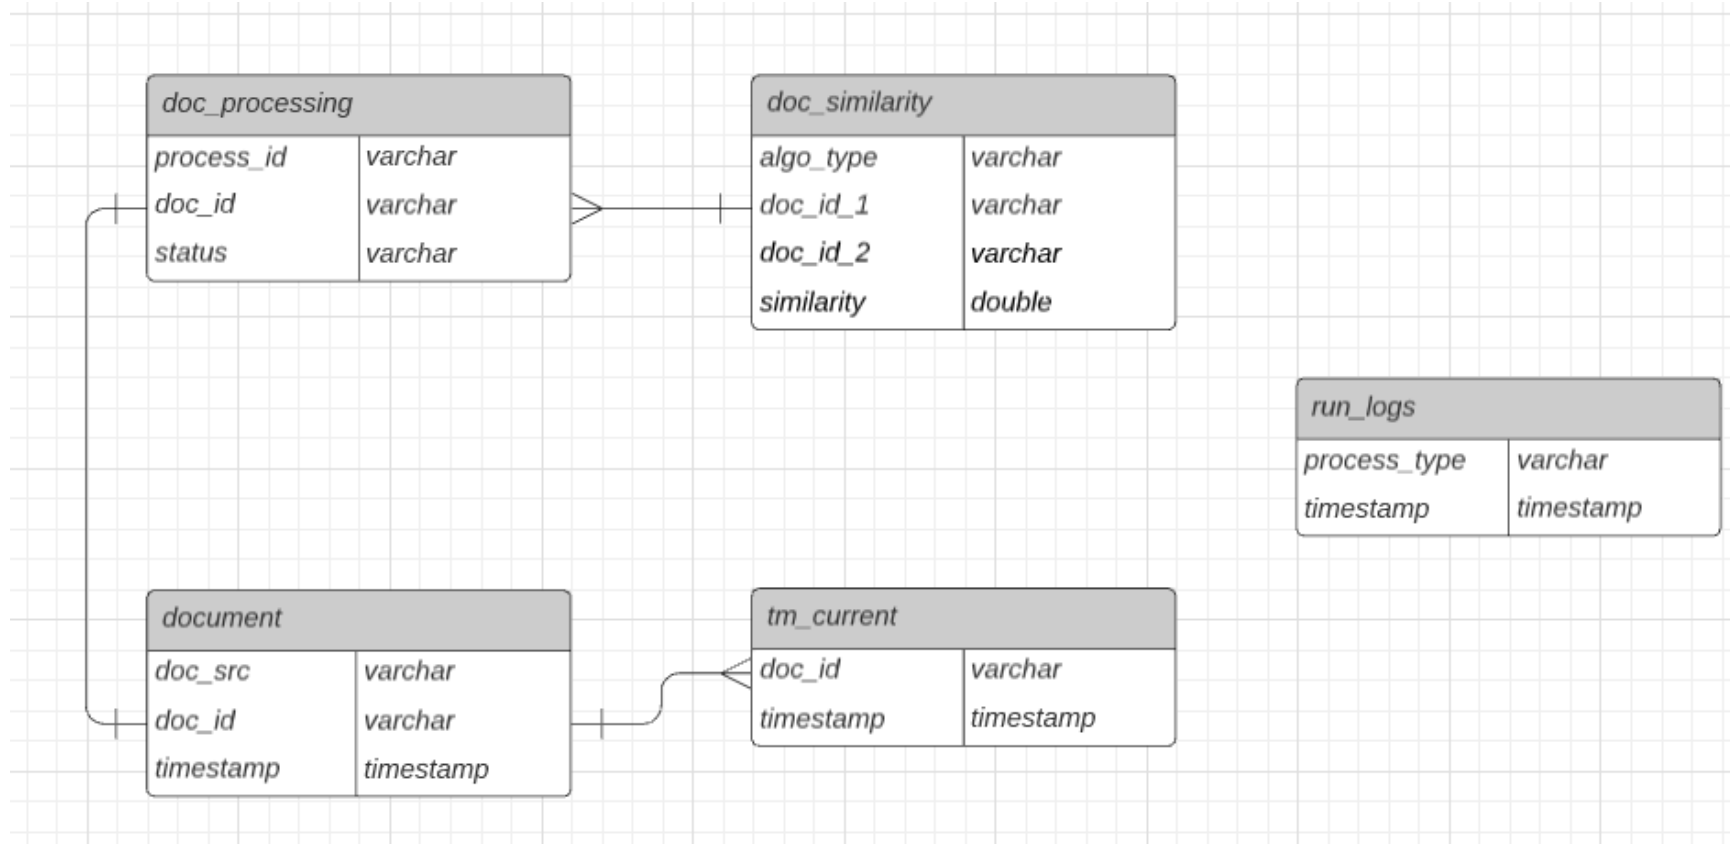 doc_processing
process_id varchar
doc_id varchar
status varchar
doc_similarity
algo_type varchar
doc_id_1 varchar
doc_id_2 varchar
similarity double
run_logs
process_type varchar
timestamp timestamp
document
doc_src varchar
doc_id varchar
timestamp timestamp
tm_current
doc_id varchar
timestamp timestamp